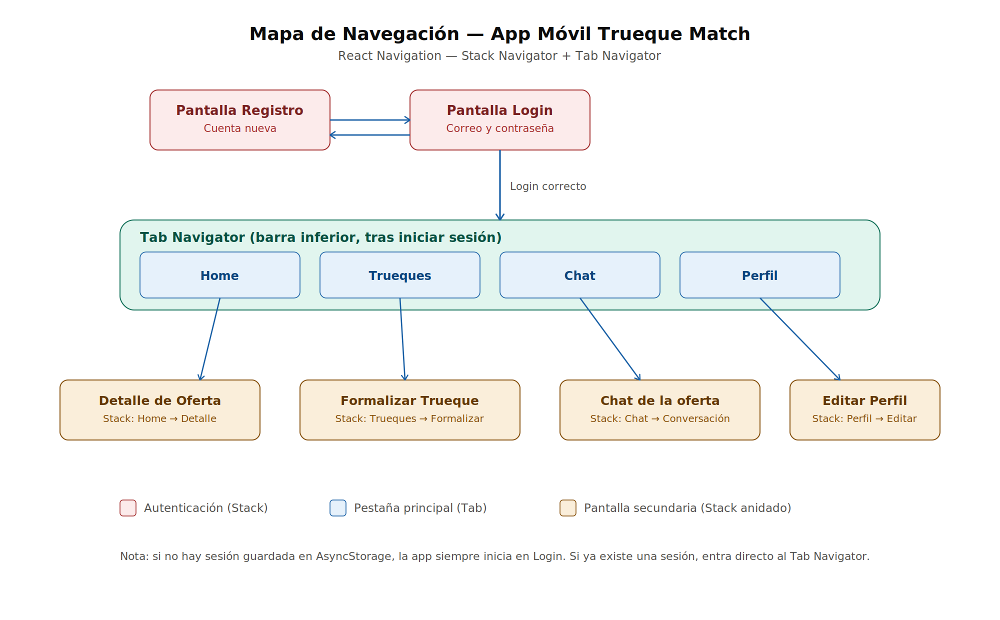 Mapa de Navegación — App Móvil Trueque Match
React Navigation — Stack Navigator + Tab Navigator
Pantalla Registro
Cuenta nueva
Pantalla Login
Correo y contraseña
Login correcto
Tab Navigator (barra inferior, tras iniciar sesión)
Home
Trueques
Chat
Perfil
Detalle de Oferta
Stack: Home → Detalle
Formalizar Trueque
Stack: Trueques → Formalizar
Chat de la oferta
Stack: Chat → Conversación
Editar Perfil
Stack: Perfil → Editar
Autenticación (Stack)
Pestaña principal (Tab)
Pantalla secundaria (Stack anidado)
Nota: si no hay sesión guardada en AsyncStorage, la app siempre inicia en Login. Si ya existe una sesión, entra directo al Tab Navigator.